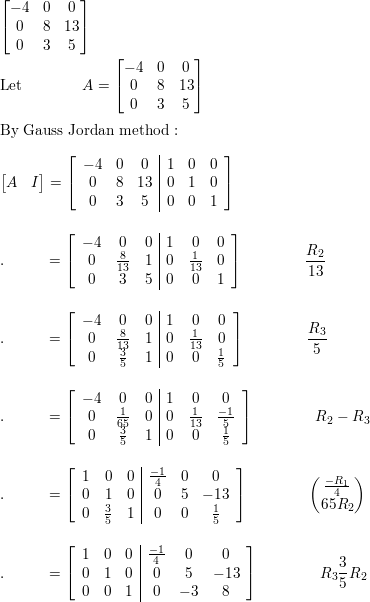 \begin{bmatrix} -4 & 0 & 0 \\ 0 & 8 & 13 \\ 0 & 3 & 5 \end{bmatrix}
Let A = \begin{bmatrix} -4 & 0 & 0 \\ 0 & 8 & 13 \\ 0 & 3 & 5 \end{bmatrix}
By Gauss Jordan method :
\begin{bmatrix} A & I \end{bmatrix} = \left[\begin{array}{ccc|ccc} -4 & 0 & 0 & 1 & 0 & 0 \\ 0 & 8 & 13 & 0 & 1 & 0 \\ 0 & 3 & 5 & 0 & 0 & 1 \end{array}\right]
. = \left[\begin{array}{ccc|ccc} -4 & 0 & 0 & 1 & 0 & 0 \\ 0 & \frac{8}{13} & 1 & 0 & \frac{1}{13} & 0 \\ 0 & 3 & 5 & 0 & 0 & 1 \end{array}\right] \frac{R_2}{13}
. = \left[\begin{array}{ccc|ccc} -4 & 0 & 0 & 1 & 0 & 0 \\ 0 & \frac{8}{13} & 1 & 0 & \frac{1}{13} & 0 \\ 0 & \frac{3}{5} & 1 & 0 & 0 & \frac{1}{5} \end{array}\right] \frac{R_3}{5}
. = \left[\begin{array}{ccc|ccc} -4 & 0 & 0 & 1 & 0 & 0 \\ 0 & \frac{1}{65} & 0 & 0 & \frac{1}{13} & \frac{-1}{5} \\ 0 & \frac{3}{5} & 1 & 0 & 0 & \frac{1}{5} \end{array}\right] R_2 - R_3
. = \left[\begin{array}{ccc|ccc} 1 & 0 & 0 & \frac{-1}{4} & 0 & 0 \\ 0 & 1 & 0 & 0 & 5 & -13 \\ 0 & \frac{3}{5} & 1 & 0 & 0 & \frac{1}{5} \end{array}\right] \begin{pmatrix} \frac{-R_1}{4} \\ 65R_2 \end{pmatrix}
. = \left[\begin{array}{ccc|ccc} 1 & 0 & 0 & \frac{-1}{4} & 0 & 0 \\ 0 & 1 & 0 & 0 & 5 & -13 \\ 0 & 0 & 1 & 0 & -3 & 8 \end{array}\right] R_3 \frac{3}{5} R_2